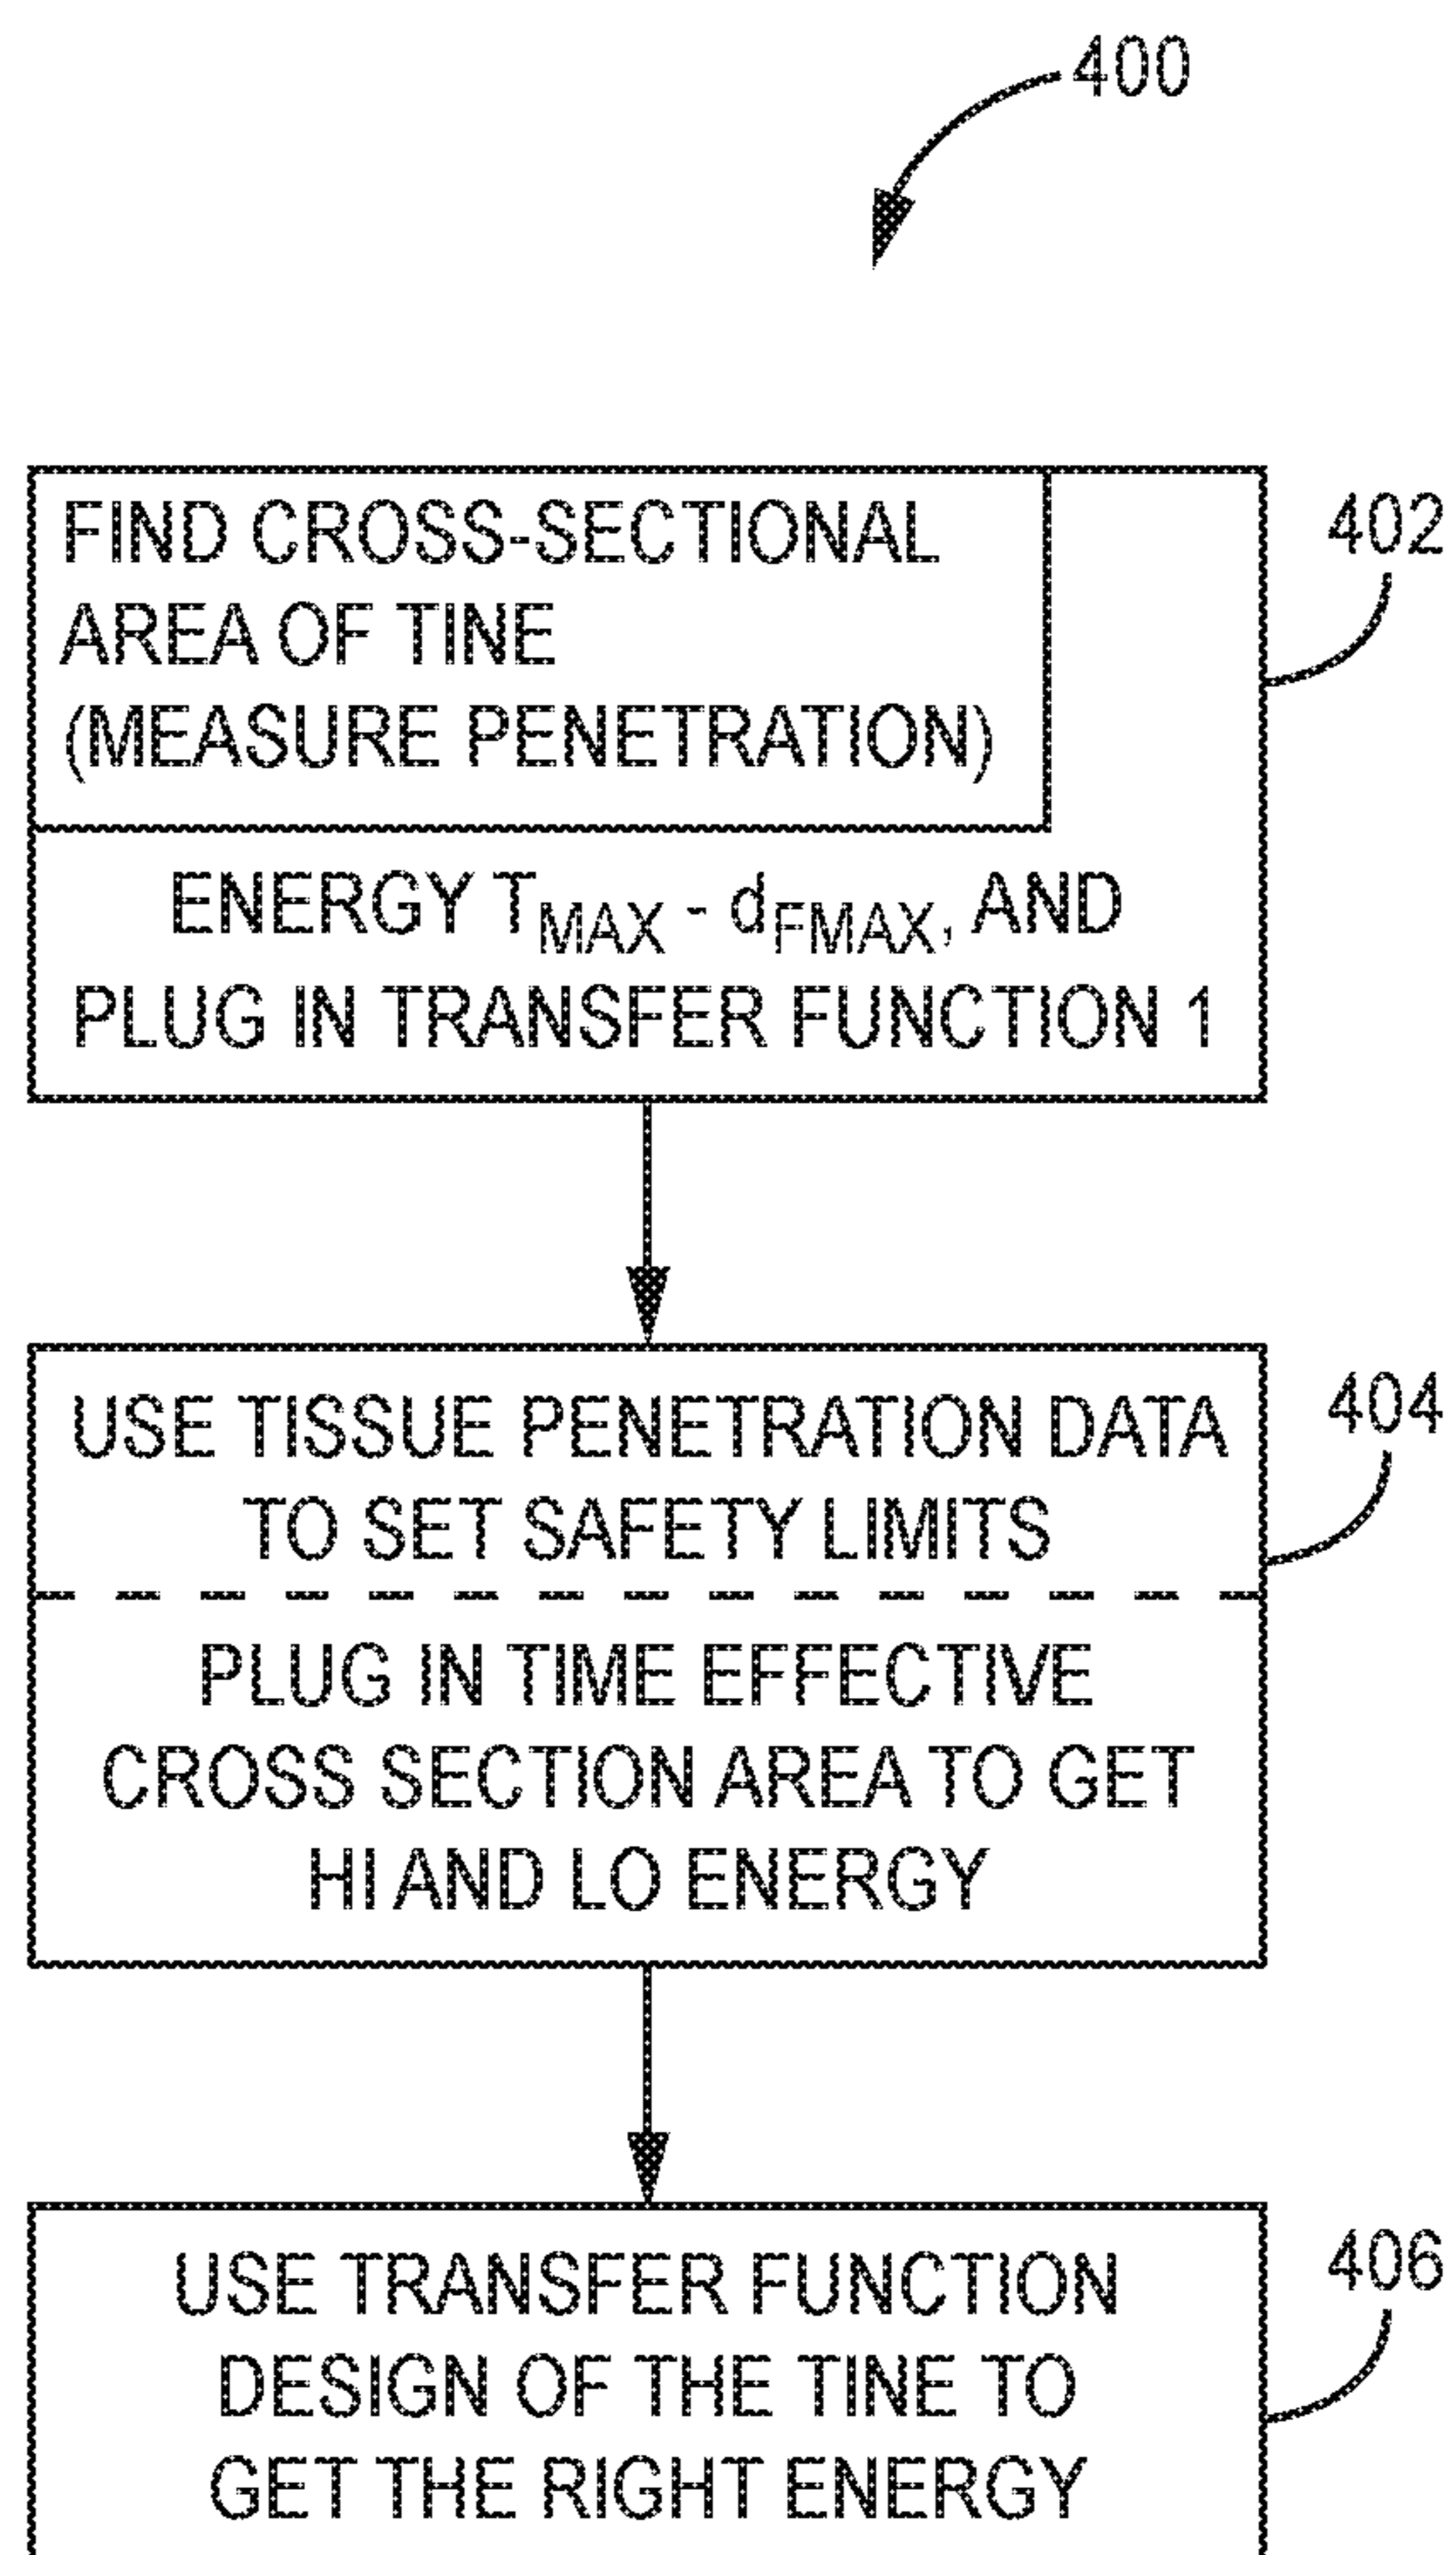 400
FIND CROSS-SECTIONAL
AREA OF TINE
(MEASURE PENETRATION)
ENERGY TMAX - dFMAX, AND
PLUG IN TRANSFER FUNCTION 1
402
USE TISSUE PENETRATION DATA
TO SET SAFETY LIMITS
PLUG IN TIME EFFECTIVE
CROSS SECTION AREA TO GET
HI AND LO ENERGY
404
USE TRANSFER FUNCTION
DESIGN OF THE TINE TO
GET THE RIGHT ENERGY
406